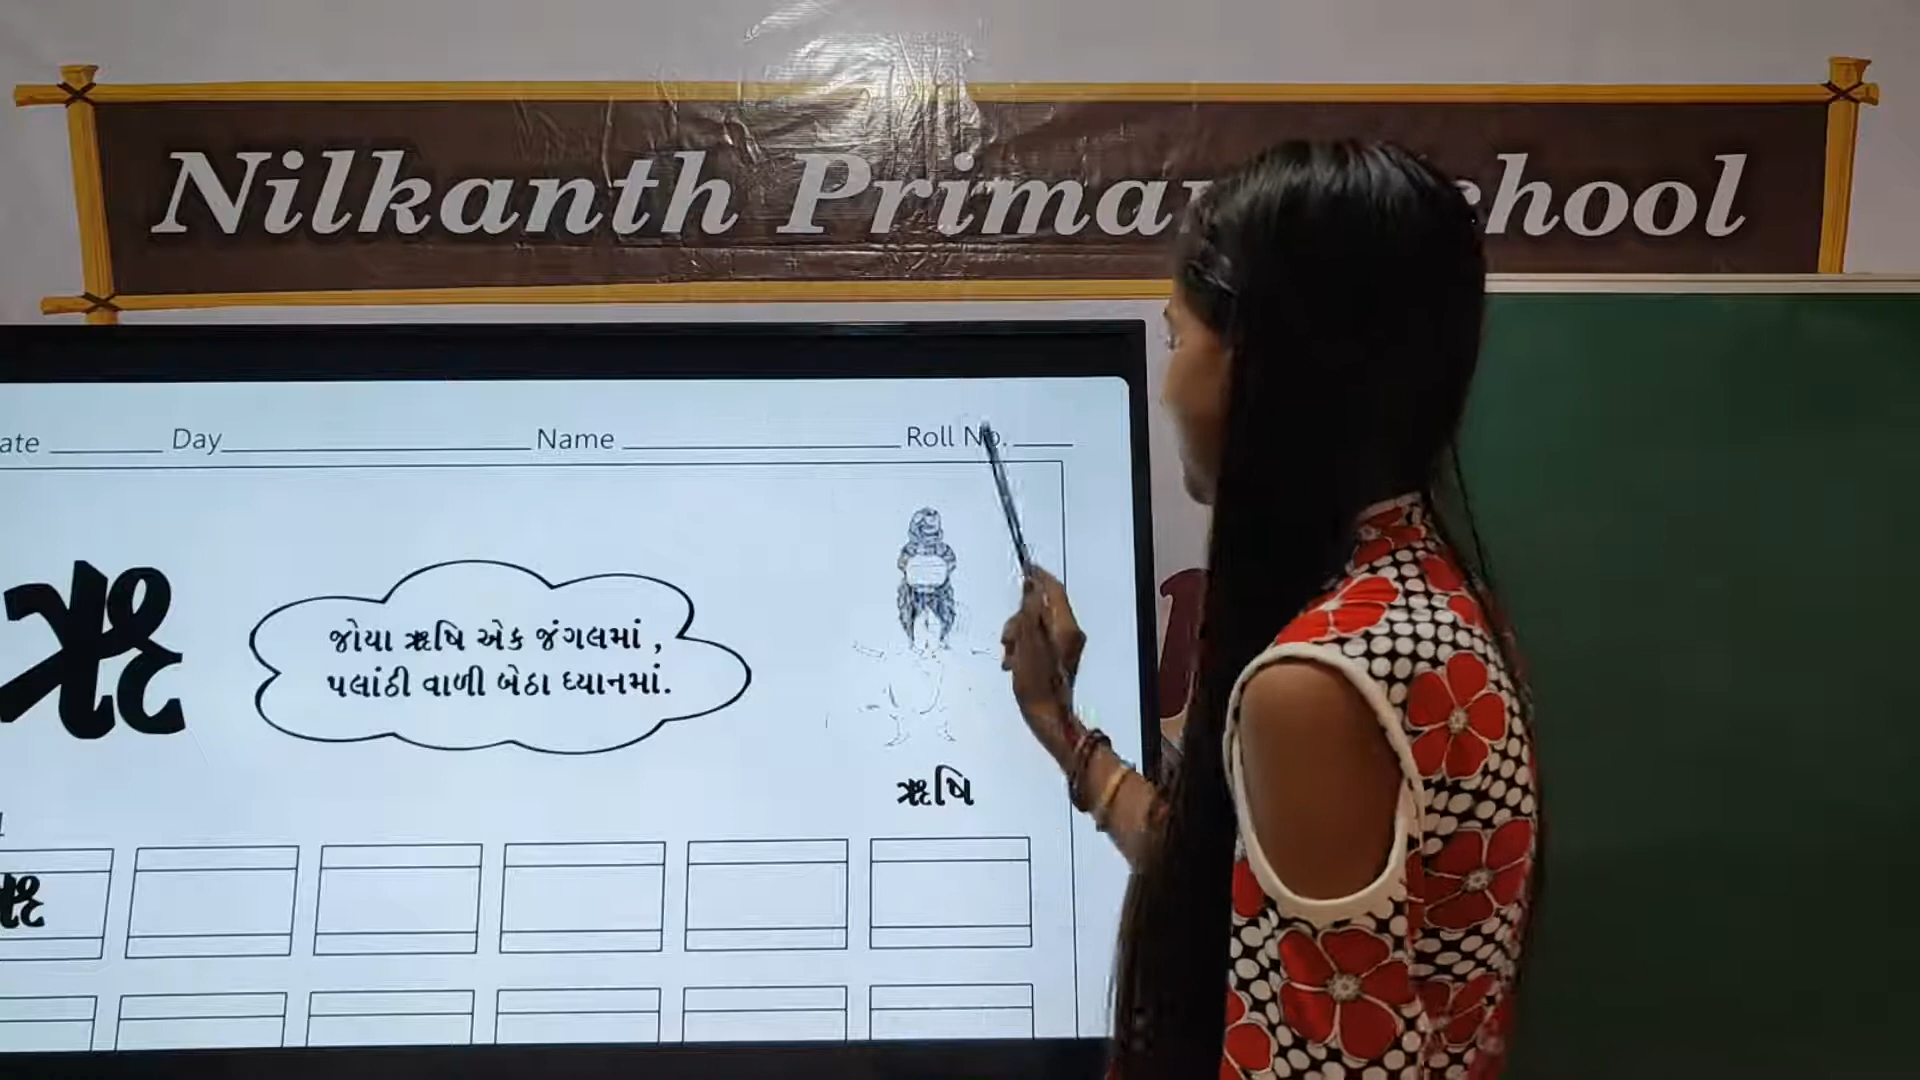 Nilkanth Primar chool
ate Day Name Roll No.
ઋ
જોયા ઋષિ એક જંગલમાં ,
પલાંઠી વાળી બેઠા ધ્યાનમાં.
ઋષિ
ઋ